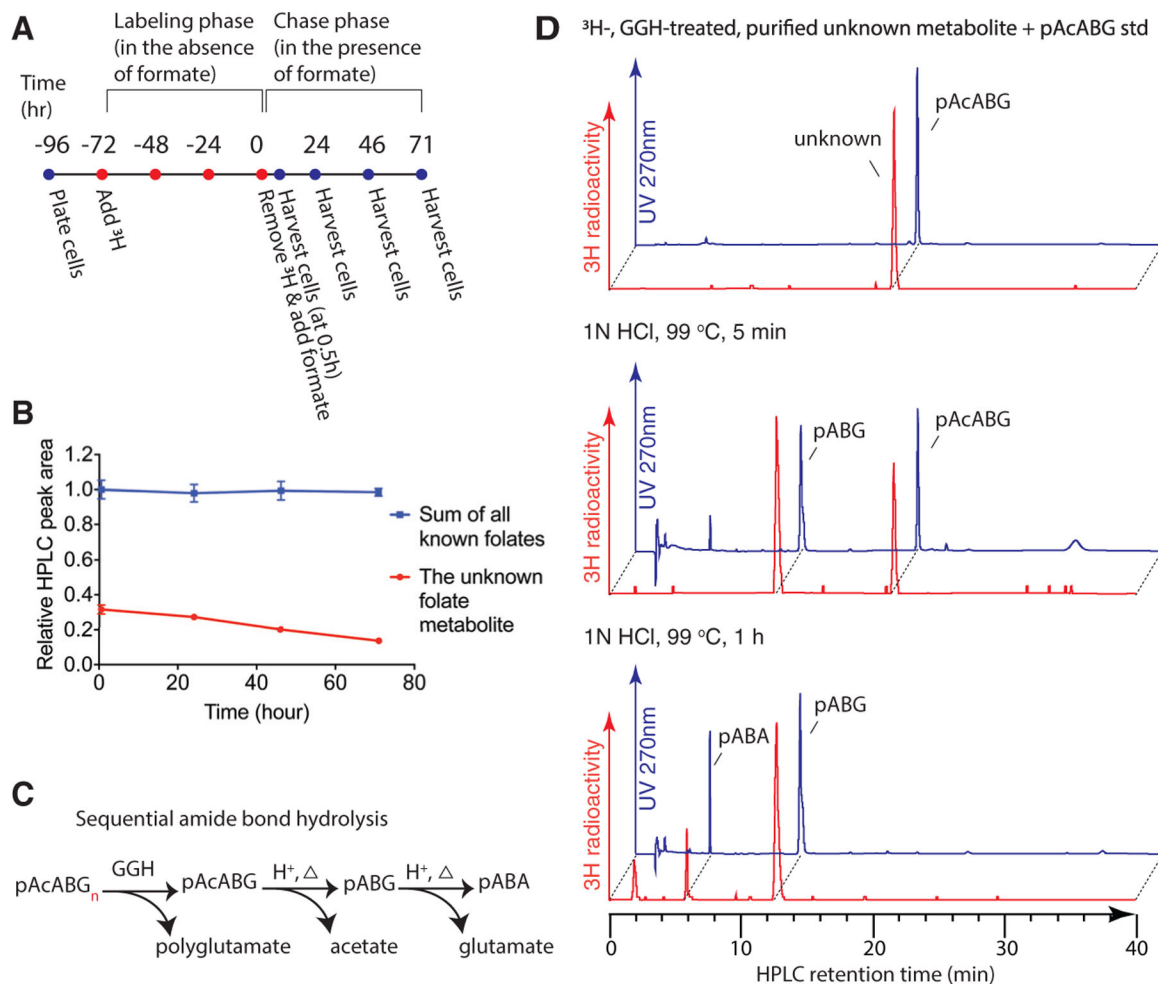 A
Labeling phase
(in the absence
of formate)
Chase phase
(in the presence
of formate)
Time
(hr)
-96 -72 -48 -24 0 24 46 71
Plate cells
Add ³H
Remove ³H & add formate
Harvest cells (at 0.5h)
Harvest cells
Harvest cells
Harvest cells
B
Relative HPLC peak area
1.2
1.0
0.8
0.6
0.4
0.2
0.0
0 20 40 60 80
Time (hour)
Sum of all
known folates
The unknown
folate
metabolite
C
Sequential amide bond hydrolysis
pAcABGn GGH pAcABG H⁺, △ pABG H⁺, △ pABA
polyglutamate acetate glutamate
D
³H-, GGH-treated, purified unknown metabolite + pAcABG std
3H radioactivity
UV 270nm
unknown
pAcABG
1N HCl, 99 °C, 5 min
3H radioactivity
UV 270nm
pABG
pAcABG
1N HCl, 99 °C, 1 h
3H radioactivity
UV 270nm
pABA
pABG
0 10 20 30 40
HPLC retention time (min)